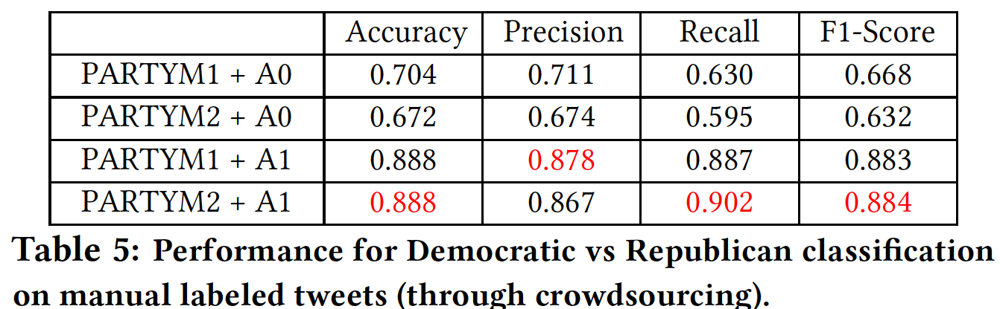 Accuracy Precision Recall F1-Score
PARTYM1 + A0 0.704 0.711 0.630 0.668
PARTYM2 + A0 0.672 0.674 0.595 0.632
PARTYM1 + A1 0.888 0.878 0.887 0.883
PARTYM2 + A1 0.888 0.867 0.902 0.884
Table 5: Performance for Democratic vs Republican classification
on manual labeled tweets (through crowdsourcing).